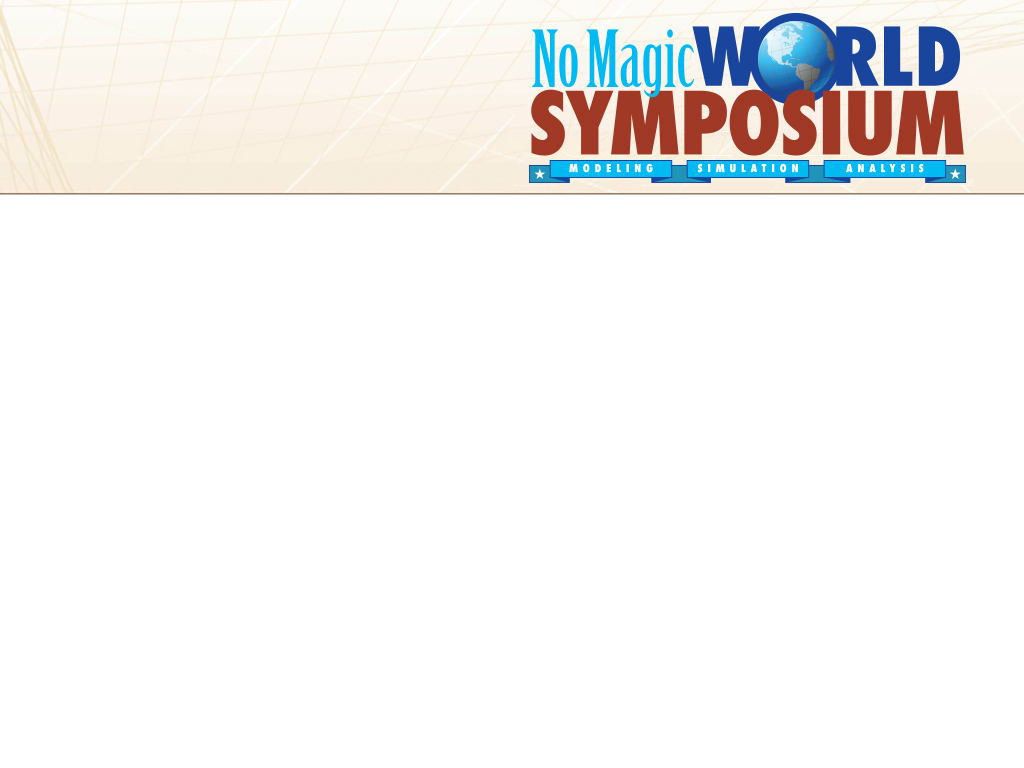 No Magic WORLD
SYMPOSIUM
MODELING SIMULATION ANALYSIS